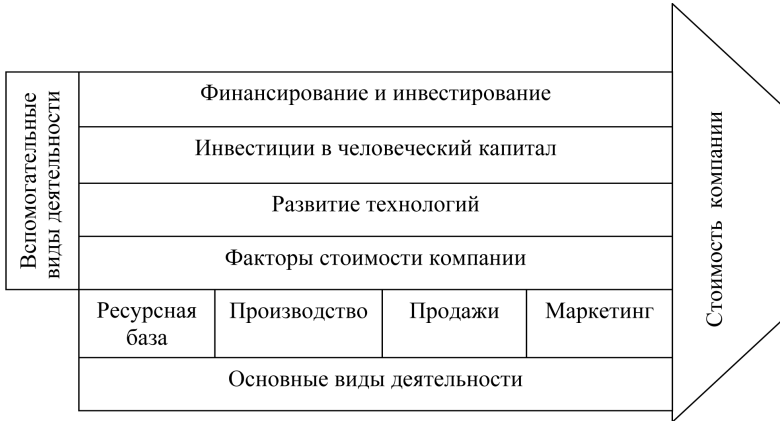 Вспомогательные
виды деятельности
Финансирование и инвестирование
Инвестиции в человеческий капитал
Развитие технологий
Факторы стоимости компании
Ресурсная
база
Производство
Продажи
Маркетинг
Основные виды деятельности
Стоимость компании